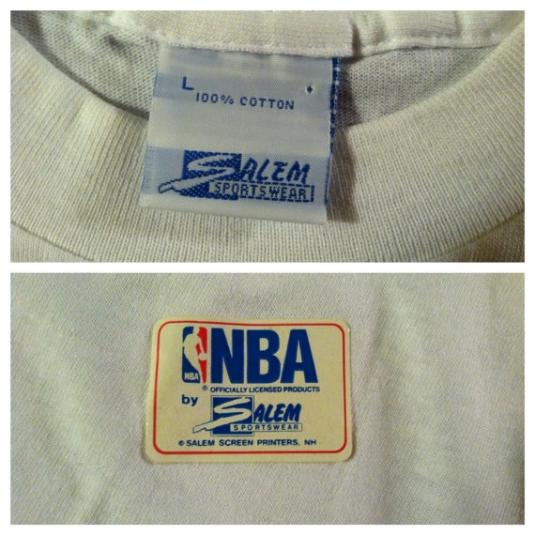 L
100% COTTON
SALEM
SPORTSWEAR
NBA
NBA
® OFFICIALLY LICENSED PRODUCTS
by
SALEM
SPORTSWEAR
© SALEM SCREEN PRINTERS, NH